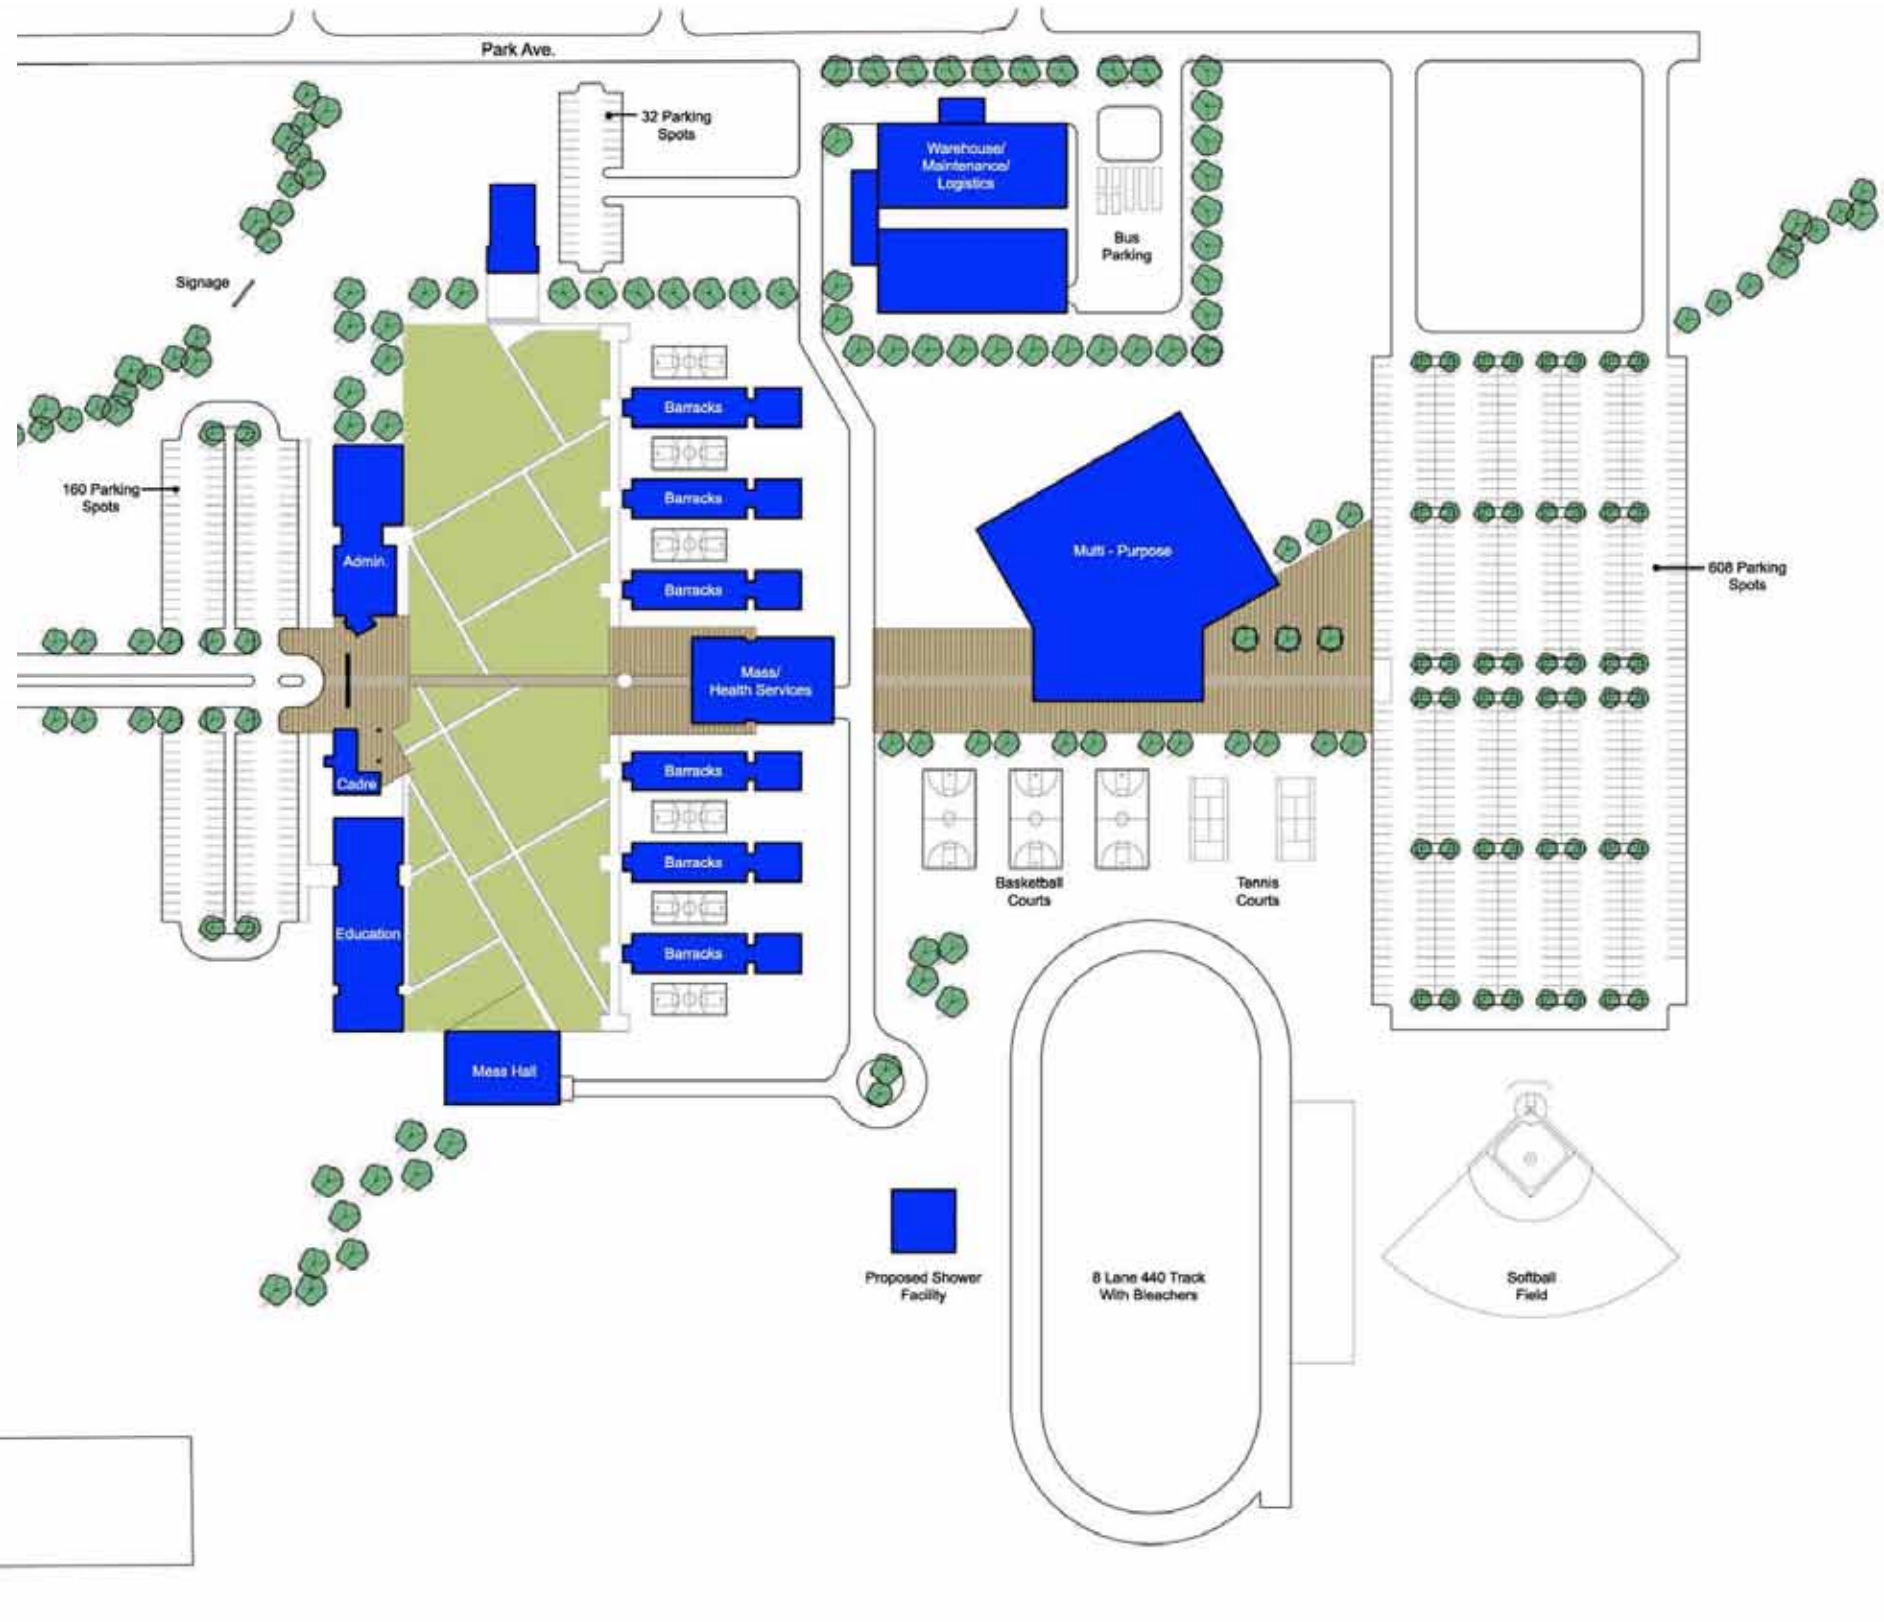 Park Ave.
32 Parking
Spots
Warehouse/
Maintenance/
Logistics
Bus
Parking
Signage
Barracks
160 Parking
Spots
Barracks
Admin.
Multi - Purpose
608 Parking
Spots
Barracks
Mass/
Health Services
Cadre
Barracks
Barracks
Basketball
Courts
Tennis
Courts
Education
Barracks
Mess Hall
Proposed Shower
Facility
8 Lane 440 Track
With Bleachers
Softball
Field